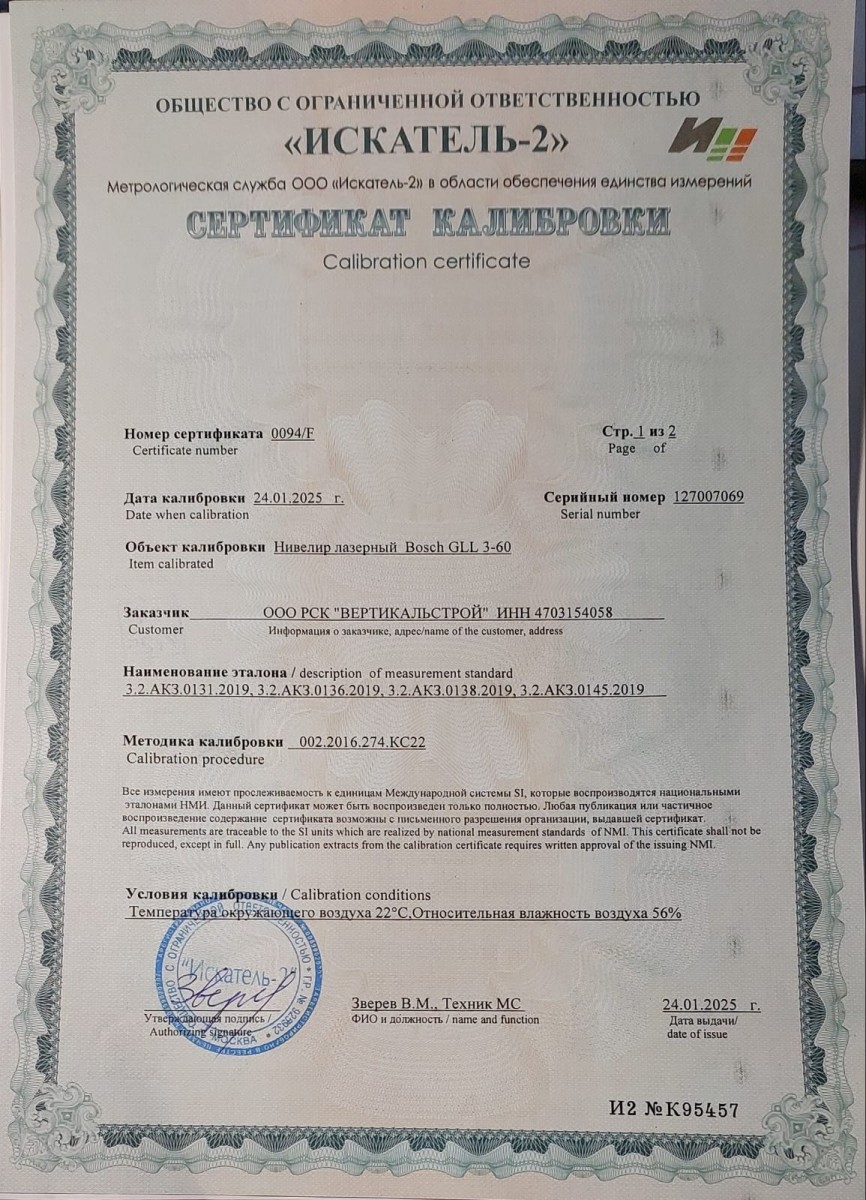 ОБЩЕСТВО С ОГРАНИЧЕННОЙ ОТВЕТСТВЕННОСТЬЮ
«ИСКАТЕЛЬ-2»
Метрологическая служба ООО «Искатель-2» в области обеспечения единства измерений
СЕРТИФИКАТ КАЛИБРОВКИ
Calibration certificate
Номер сертификата 0094/F
Стр. 1 из 2
Certificate number
Page of
Дата калибровки 24.01.2025 г.
Серийный номер 127007069
Date when calibration
Serial number
Объект калибровки Нивелир лазерный Bosch GLL 3-60
Item calibrated
Заказчик ООО РСК "ВЕРТИКАЛЬСТРОЙ" ИНН 4703154058
Customer Информация о заказчике, адрес/name of the customer, address
Наименование эталона / description of measurement standard
3.2.АКЗ.0131.2019, 3.2.АКЗ.0136.2019, 3.2.АКЗ.0138.2019, 3.2.АКЗ.0145.2019
Методика калибровки 002.2016.274.КС22
Calibration procedure
Все измерения имеют прослеживаемость к единицам Международной системы SI, которые воспроизводятся национальными
эталонами НМИ. Данный сертификат может быть воспроизведен только полностью. Любая публикация или частичное
воспроизведение содержание сертификата возможны с письменного разрешения организации, выдавшей сертификат.
All measurements are traceable to the SI units which are realized by national measurement standards of NMI. This certificate shall not be
reproduced, except in full. Any publication extracts from the calibration certificate requires written approval of the issuing NMI.
Условия калибровки / Calibration conditions
Температура окружающего воздуха 22°С,Относительная влажность воздуха 56%
"Искатель-2"
МОСКВА
Зверев В.М., Техник МС
24.01.2025 г.
Утверждающая подпись /
ФИО и должность / name and function
Дата выдачи/
Authorizing signature
date of issue
И2 №К95457